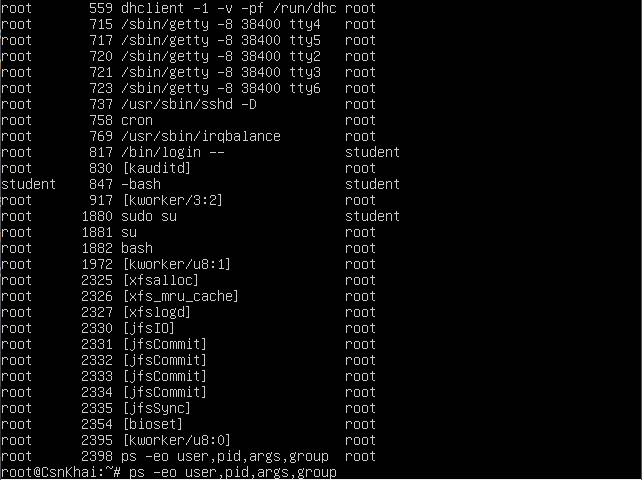 root 559 dhclient -1 -v -pf /run/dhc root
root 715 /sbin/getty -8 38400 tty4 root
root 717 /sbin/getty -8 38400 tty5 root
root 720 /sbin/getty -8 38400 tty2 root
root 721 /sbin/getty -8 38400 tty3 root
root 723 /sbin/getty -8 38400 tty6 root
root 737 /usr/sbin/sshd -D root
root 758 cron root
root 769 /usr/sbin/irqbalance root
root 817 /bin/login -- student
root 830 [kauditd] root
student 847 -bash student
root 917 [kworker/3:2] root
root 1880 sudo su student
root 1881 su root
root 1882 bash root
root 1972 [kworker/u8:1] root
root 2325 [xfsalloc] root
root 2326 [xfs_mru_cache] root
root 2327 [xfslogd] root
root 2330 [jfsIO] root
root 2331 [jfsCommit] root
root 2332 [jfsCommit] root
root 2333 [jfsCommit] root
root 2334 [jfsCommit] root
root 2335 [jfsSync] root
root 2354 [bioset] root
root 2395 [kworker/u8:0] root
root 2398 ps -eo user,pid,args,group root
root@CsnKhai:~# ps -eo user,pid,args,group